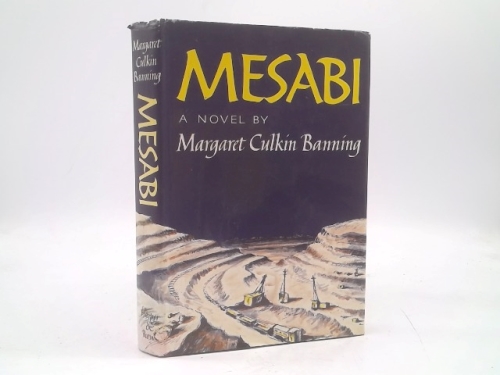 Margaret
Culkin
Banning
MESABI
MESABI
A NOVEL BY
Margaret Culkin Banning